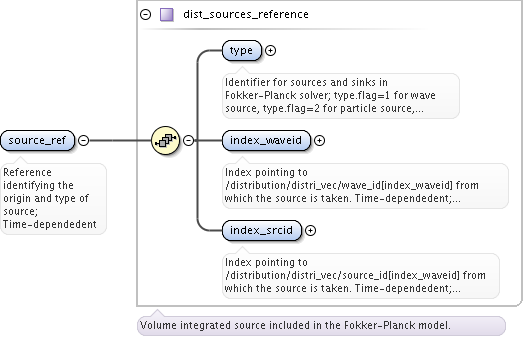 dist_sources_reference
type
Identifier for sources and sinks in
Fokker-Planck solver; type.flag=1 for wave
source, type.flag=2 for particle source,...
source_ref
Reference
identifying the
origin and type of
source;
Time-dependedent
index_waveid
Index pointing to
/distribution/distri_vec/wave_id[index_waveid] from
which the source is taken. Time-dependedent;...
index_srcid
Index pointing to
/distribution/distri_vec/source_id[index_waveid] from
which the source is taken. Time-dependedent;...
Volume integrated source included in the Fokker-Planck model.